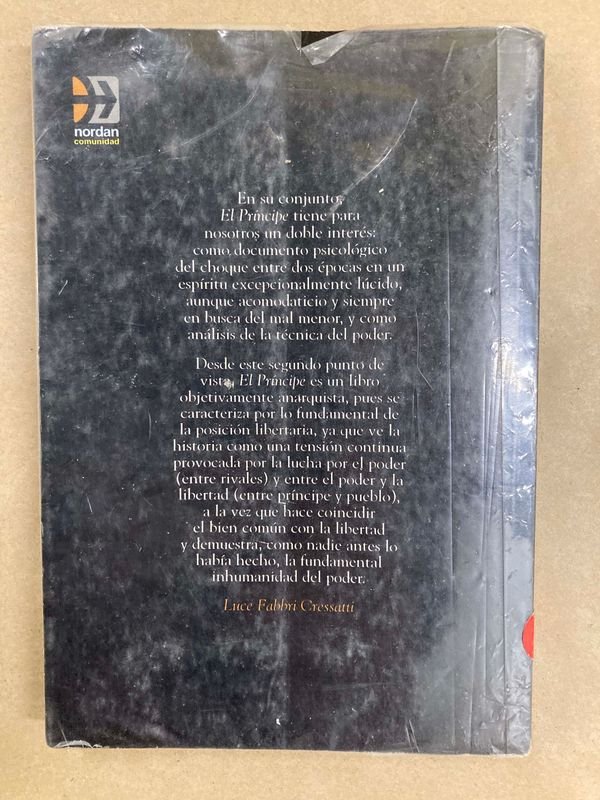 nordan
comunidad
En su conjunto,
El Príncipe tiene para
nosotros un doble interés:
como documento psicológico
del choque entre dos épocas en un
espíritu excepcionalmente lúcido,
aunque acomodaticio y siempre
en busca del mal menor, y como
análisis de la técnica del poder.
Desde este segundo punto de
vista, El Príncipe es un libro
objetivamente anarquista, pues se
caracteriza por lo fundamental de
la posición libertaria, ya que ve la
historia como una tensión continua
provocada por la lucha por el poder
(entre rivales) y entre el poder y la
libertad (entre príncipe y pueblo),
a la vez que hace coincidir
el bien común con la libertad
y demuestra, como nadie antes lo
había hecho, la fundamental
inhumanidad del poder.
Luce Fabbri Cressatti